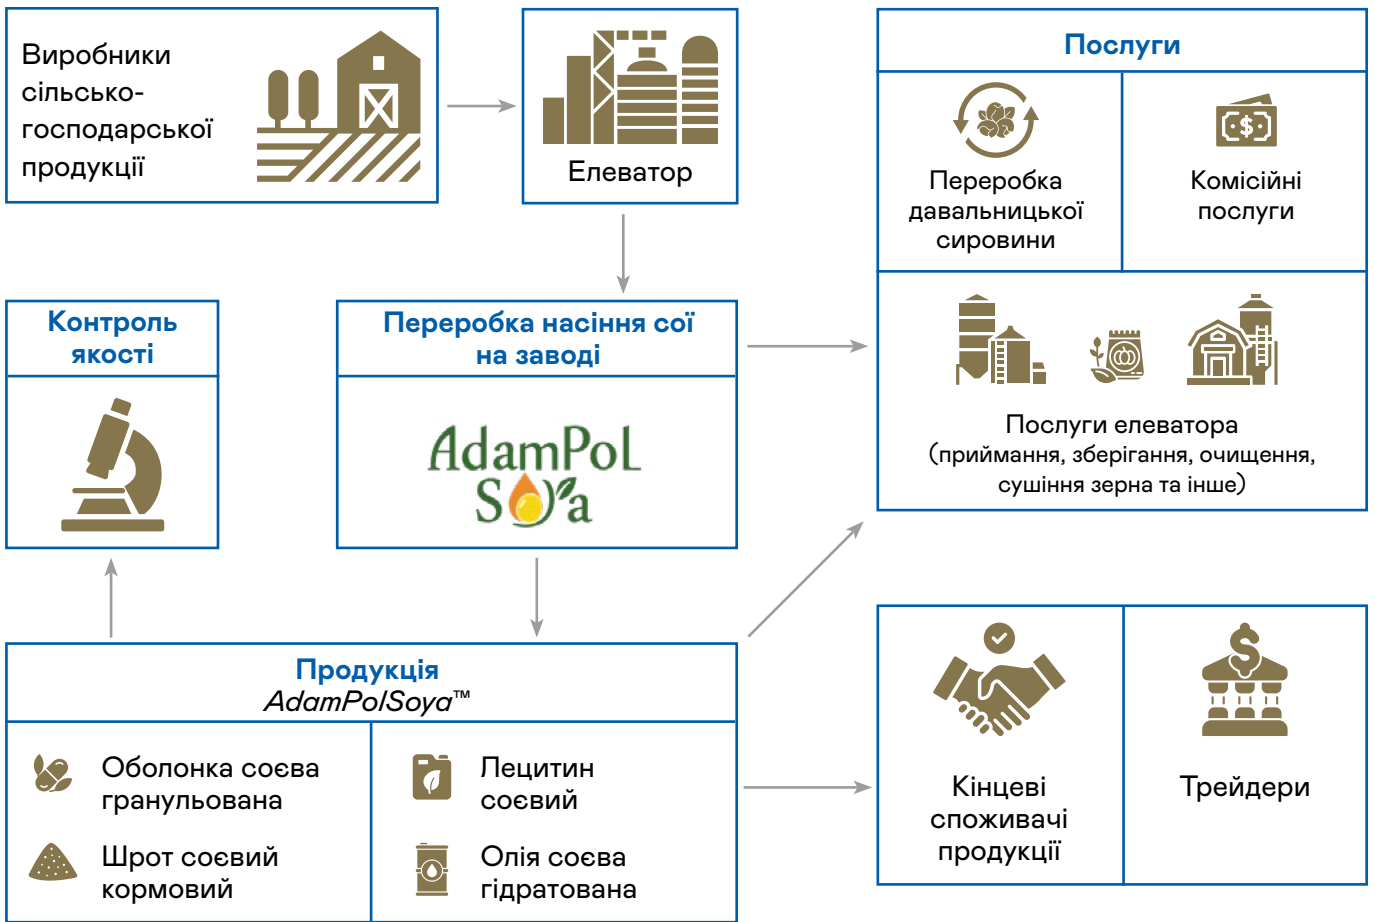 Виробники
сільсько-
господарської
продукції
Елеватор
Послуги
Переробка
давальницької
сировини
Комісійні
послуги
Послуги елеватора
(приймання, зберігання, очищення,
сушіння зерна та інше)
Контроль
якості
Переробка насіння сої
на заводі
AdamPol
Soya
Продукція
AdamPolSoya™
Оболонка соєва
гранульована
Лецитин
соєвий
Шрот соєвий
кормовий
Олія соєва
гідратована
Кінцеві
споживачі
продукції
Трейдери